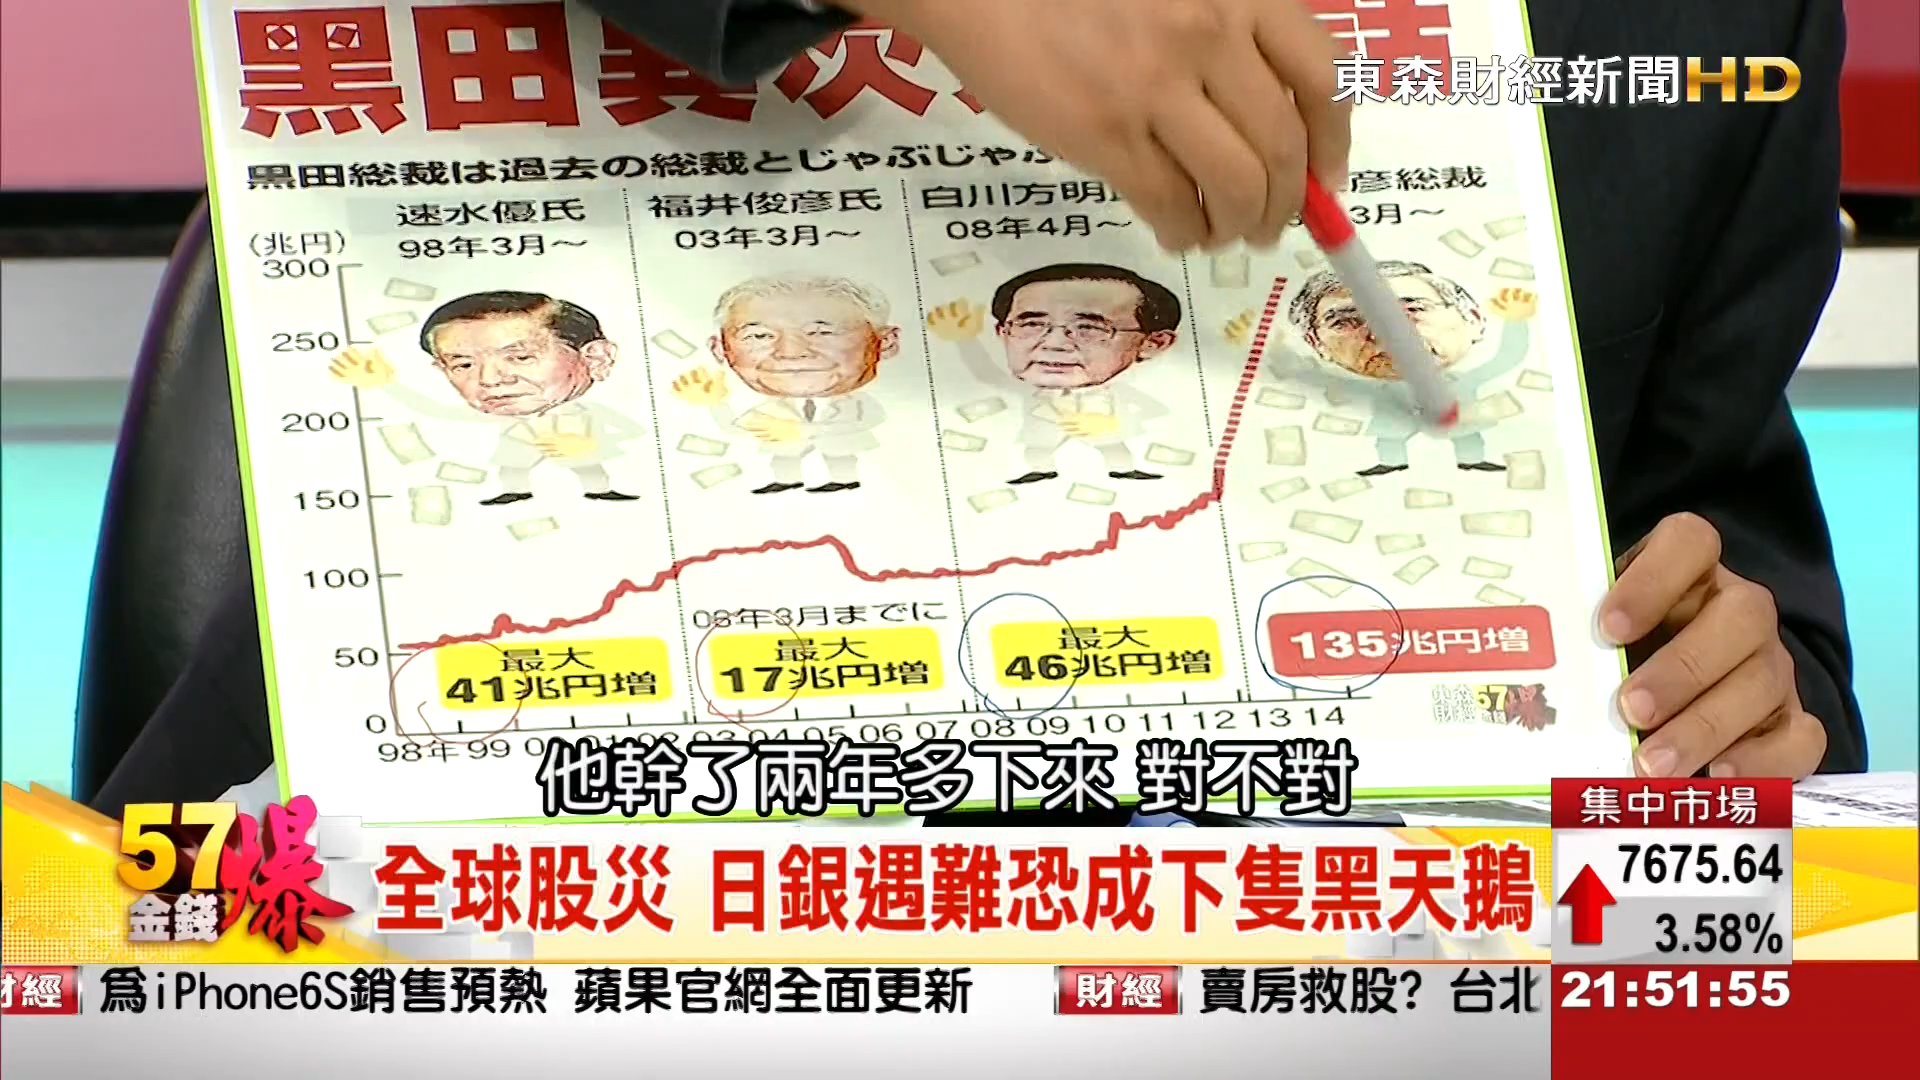 黒田異次
東森財經新聞HD
黒田総裁は過去の総裁とじゃぶじゃぶ
速水優氏
98年3月〜
福井俊彦氏
03年3月〜
白川方明
08年4月〜
彦総裁
3月〜
(兆円)
300
250
200
150
100
50
0
08年3月までに
最大
41兆円増
最大
17兆円増
最大
46兆円増
135兆円増
57爆
98年 99 02 03 04 05 06 07 08 09 10 11 12 13 14
他幹了兩年多下來 對不對
57爆
金錢
全球股災 日銀遇難恐成下隻黑天鵝
集中市場
7675.64
3.58%
財經 為iPhone6S銷售預熱 蘋果官網全面更新 財經 賣房救股? 台北
21:51:55